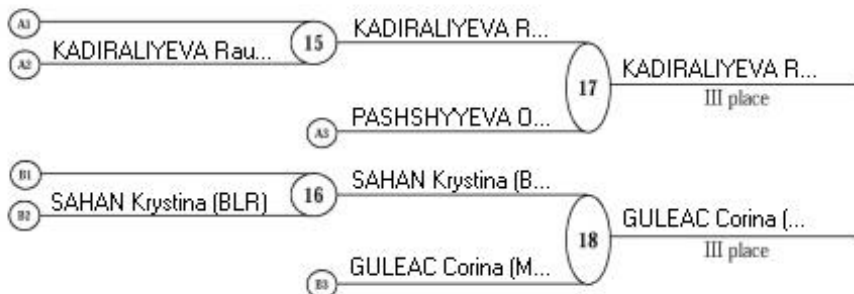 A1
KADIRALIYEVA Rau...
A2
15
KADIRALIYEVA R...
PASHSHYYEVA O...
A3
17
KADIRALIYEVA R...
III place
B1
SAHAN Krystina (BLR)
B2
16
SAHAN Krystina (B...
GULEAC Corina (M...
B3
18
GULEAC Corina (...
III place